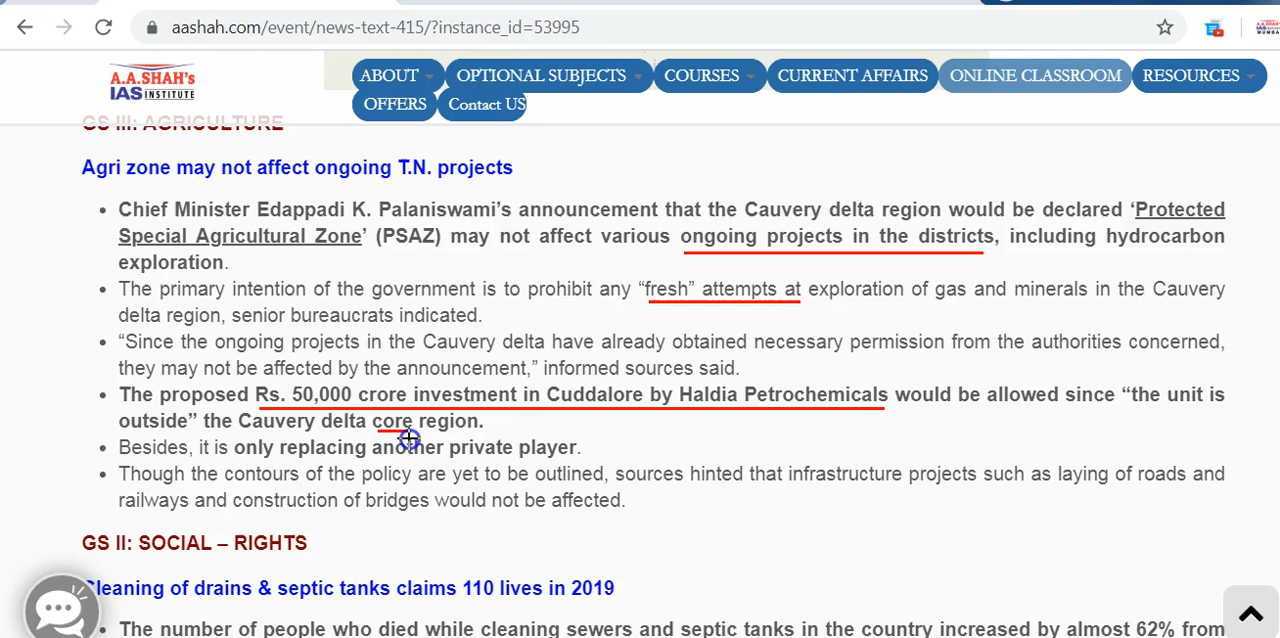 aashah.com/event/news-text-415/?instance_id=53995
A.A.SHAH's
IAS INSTITUTE
ABOUT OPTIONAL SUBJECTS COURSES CURRENT AFFAIRS ONLINE CLASSROOM RESOURCES
OFFERS Contact US
GS III: AGRICULTURE
Agri zone may not affect ongoing T.N. projects
• Chief Minister Edappadi K. Palaniswami's announcement that the Cauvery delta region would be declared ‘Protected
Special Agricultural Zone’ (PSAZ) may not affect various ongoing projects in the districts, including hydrocarbon
exploration.
• The primary intention of the government is to prohibit any “fresh” attempts at exploration of gas and minerals in the Cauvery
delta region, senior bureaucrats indicated.
• “Since the ongoing projects in the Cauvery delta have already obtained necessary permission from the authorities concerned,
they may not be affected by the announcement,” informed sources said.
• The proposed Rs. 50,000 crore investment in Cuddalore by Haldia Petrochemicals would be allowed since “the unit is
outside” the Cauvery delta core region.
• Besides, it is only replacing another private player.
• Though the contours of the policy are yet to be outlined, sources hinted that infrastructure projects such as laying of roads and
railways and construction of bridges would not be affected.
GS II: SOCIAL – RIGHTS
Cleaning of drains & septic tanks claims 110 lives in 2019
• The number of people who died while cleaning sewers and septic tanks in the country increased by almost 62% from